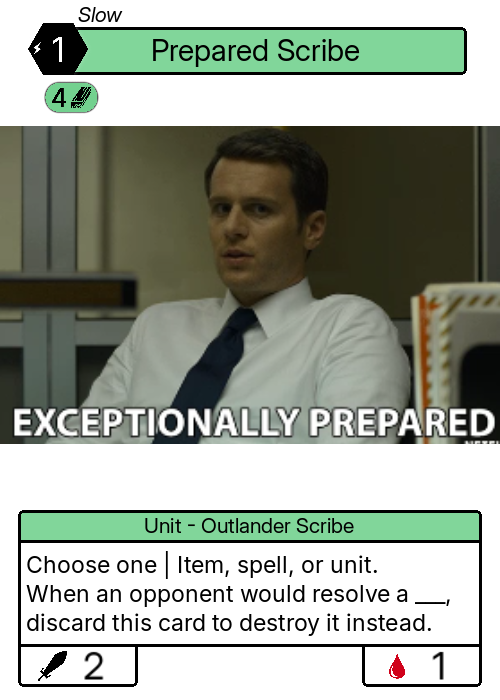 Slow
1
Prepared Scribe
4
EXCEPTIONALLY PREPARED
Unit - Outlander Scribe
Choose one | Item, spell, or unit.
When an opponent would resolve a ___,
discard this card to destroy it instead.
2
1